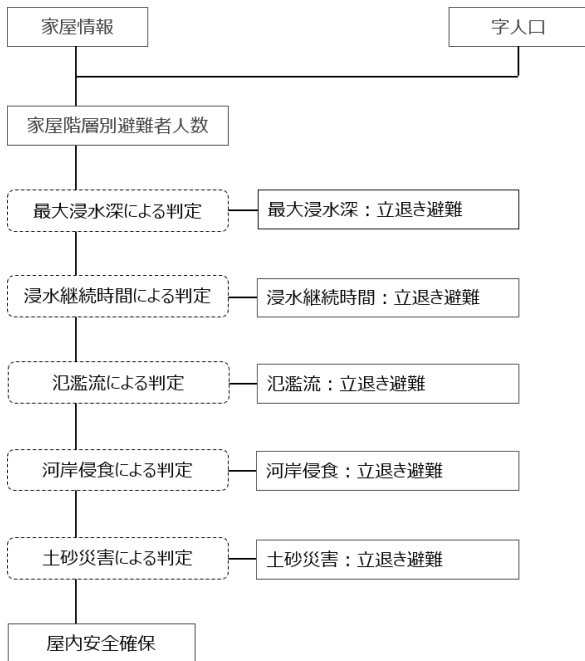 家屋情報
字人口
家屋階層別避難者人数
最大浸水深による判定
最大浸水深：立退き避難
浸水継続時間による判定
浸水継続時間：立退き避難
氾濫流による判定
氾濫流：立退き避難
河岸侵食による判定
河岸侵食：立退き避難
土砂災害による判定
土砂災害：立退き避難
屋内安全確保